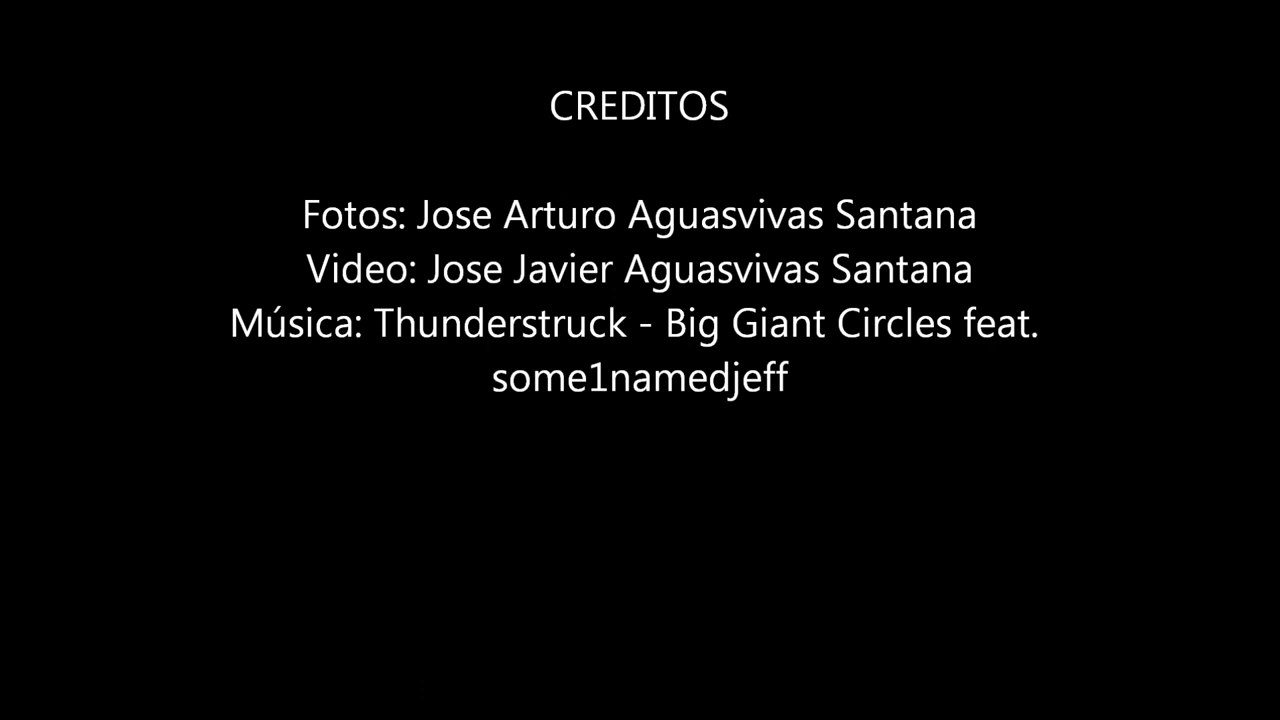 CREDITOS
Fotos: Jose Arturo Aguasvivas Santana
Video: Jose Javier Aguasvivas Santana
Música: Thunderstruck - Big Giant Circles feat.
some1namedjeff